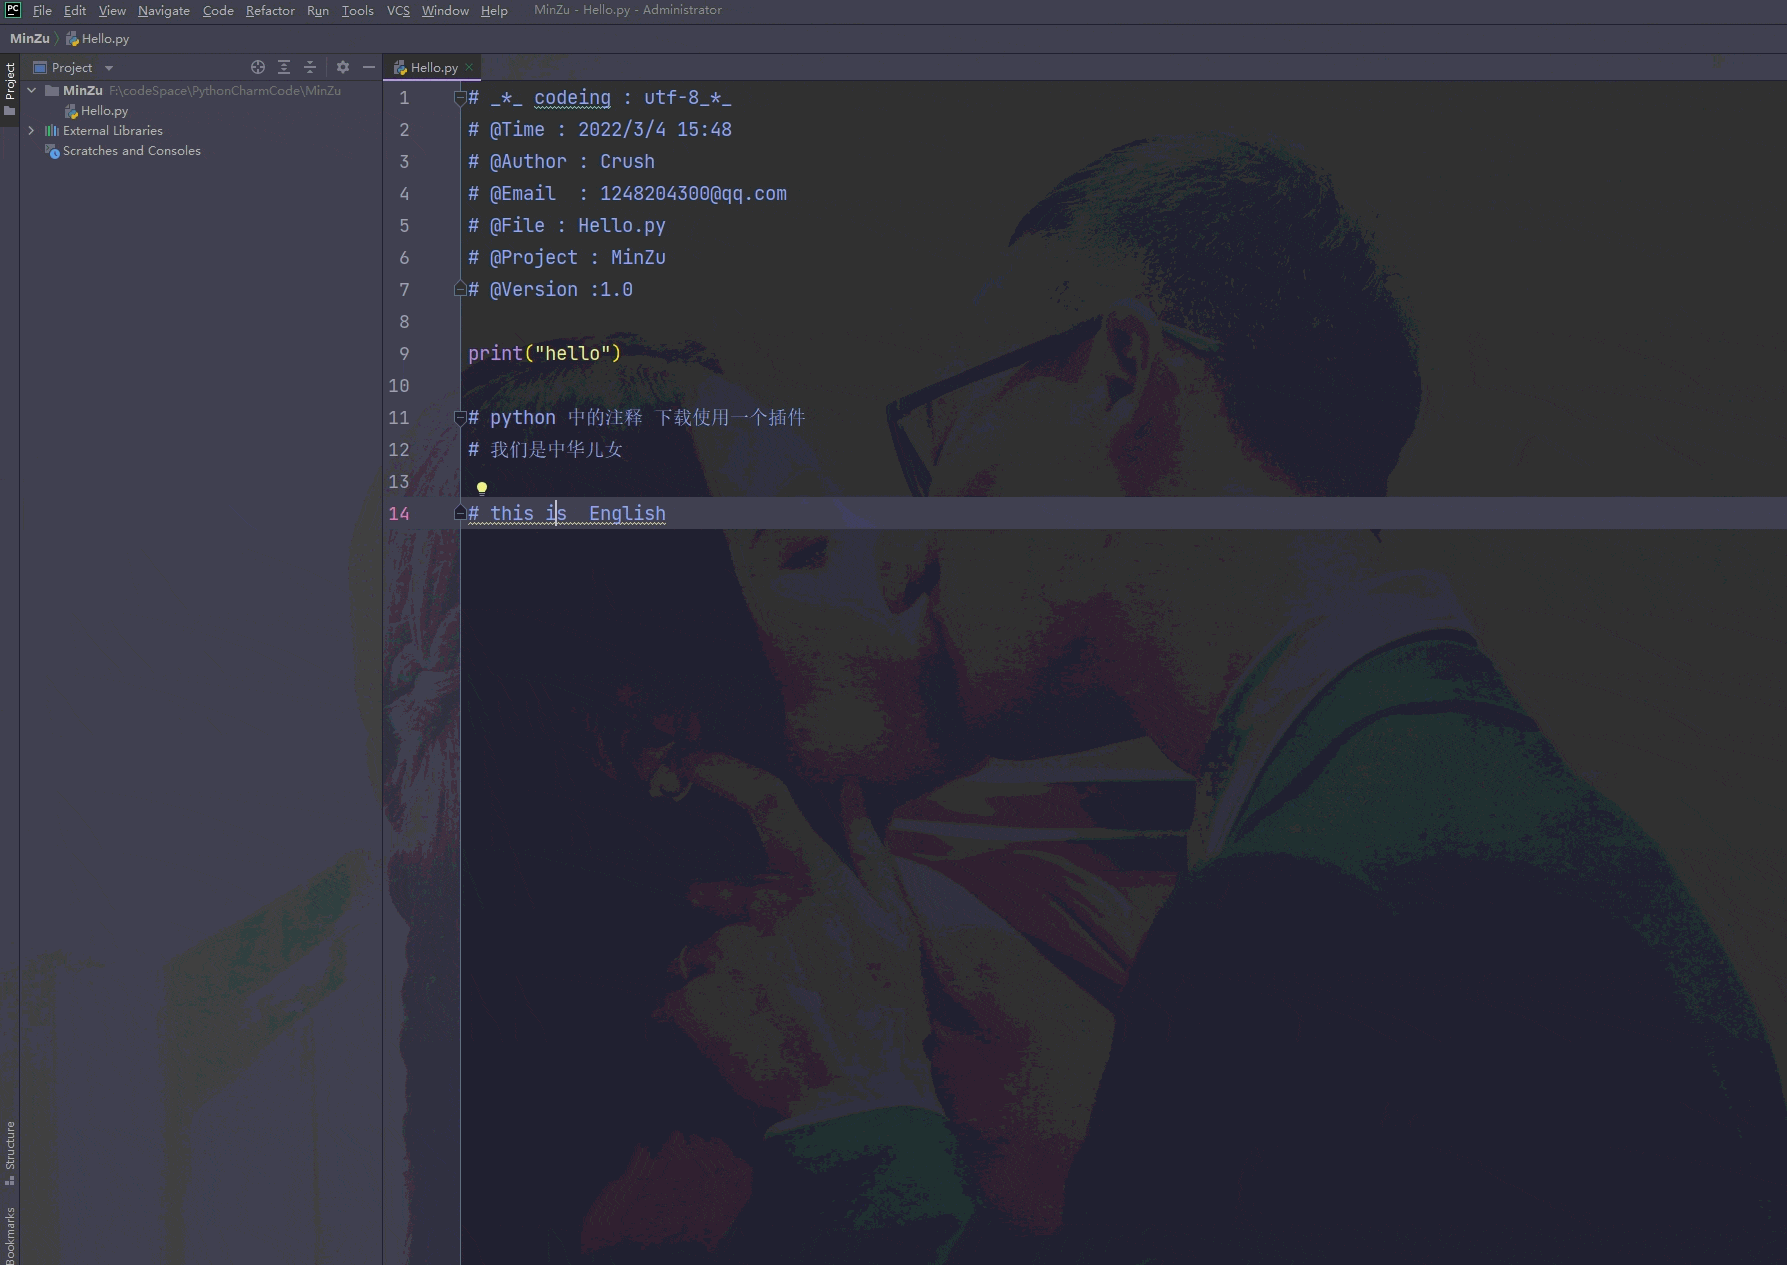 PC File Edit View Navigate Code Refactor Run Tools VCS Window Help MinZu - Hello.py - Administrator
MinZu Hello.py
Project
Project
Hello.py
MinZu F:\codeSpace\PythonCharmCode\MinZu
Hello.py
External Libraries
Scratches and Consoles
1 # _*_ codeing : utf-8_*_
2 # @Time : 2022/3/4 15:48
3 # @Author : Crush
4 # @Email  : 1248204300@qq.com
5 # @File : Hello.py
6 # @Project : MinZu
7 # @Version :1.0
8
9 print("hello")
10
11 # python 中的注释 下载使用一个插件
12 # 我们是中华儿女
13
14 # this is  English
Structure
Bookmarks